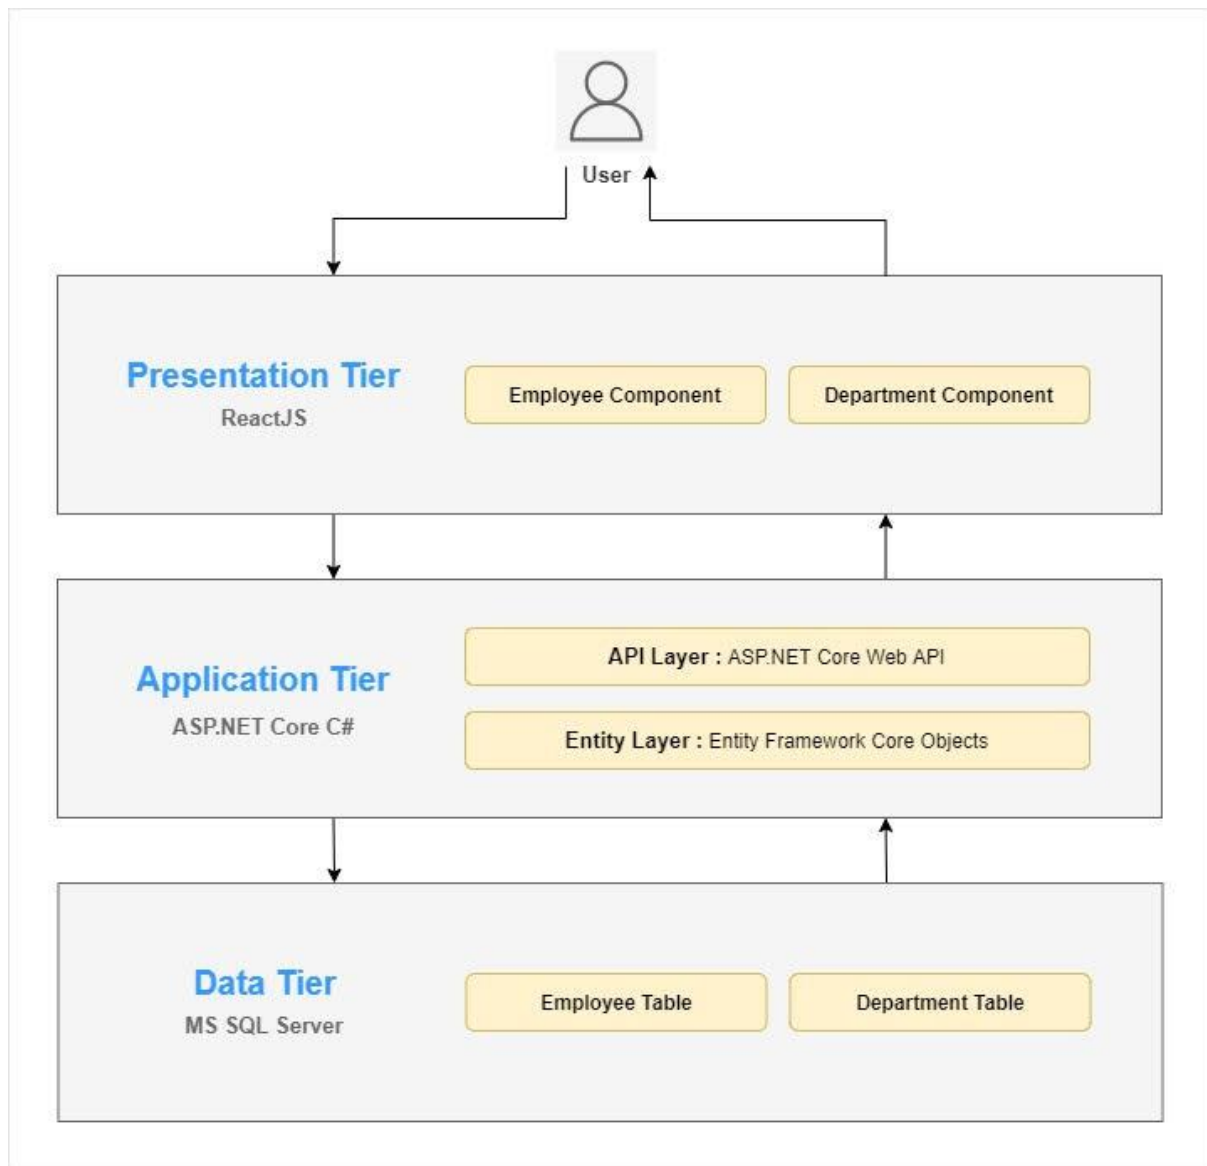 User
Presentation Tier
ReactJS
Employee Component
Department Component
Application Tier
ASP.NET Core C#
API Layer : ASP.NET Core Web API
Entity Layer : Entity Framework Core Objects
Data Tier
MS SQL Server
Employee Table
Department Table